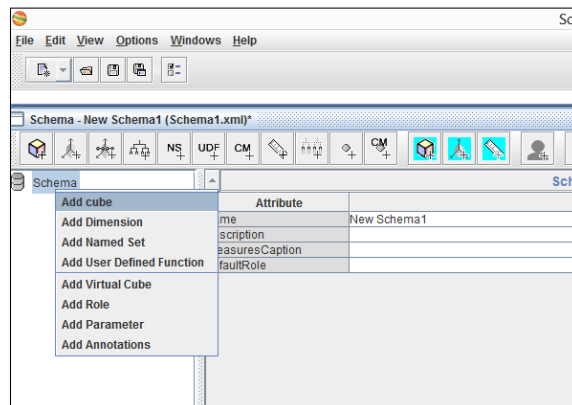 Sc
File Edit View Options Windows Help
Schema - New Schema1 (Schema1.xml)*
NS UDF CM CM
Schema
Sch
Add cube
Attribute
me
New Schema1
Add Dimension
scription
Add Named Set
easuresCaption
Add User Defined Function
faultRole
Add Virtual Cube
Add Role
Add Parameter
Add Annotations